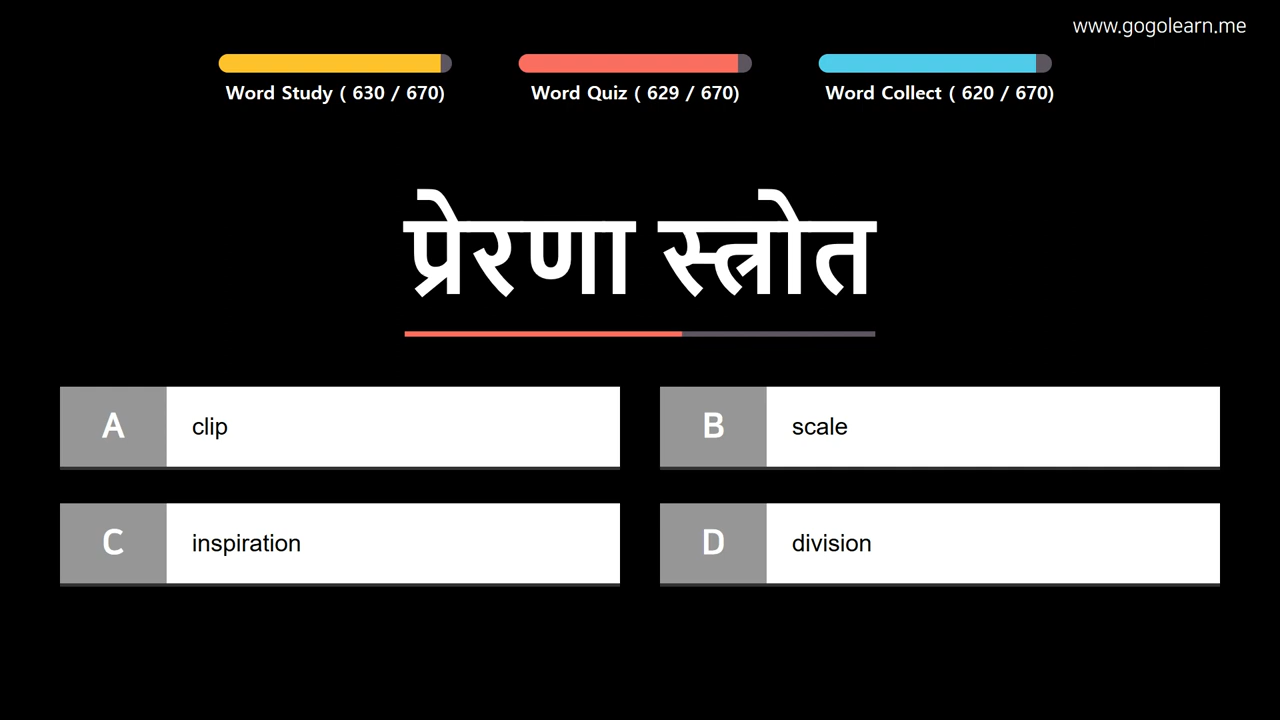 www.gogolearn.me
Word Study ( 630 / 670)
Word Quiz ( 629 / 670)
Word Collect ( 620 / 670)
प्रेरणा स्त्रोत
A clip
B scale
C inspiration
D division